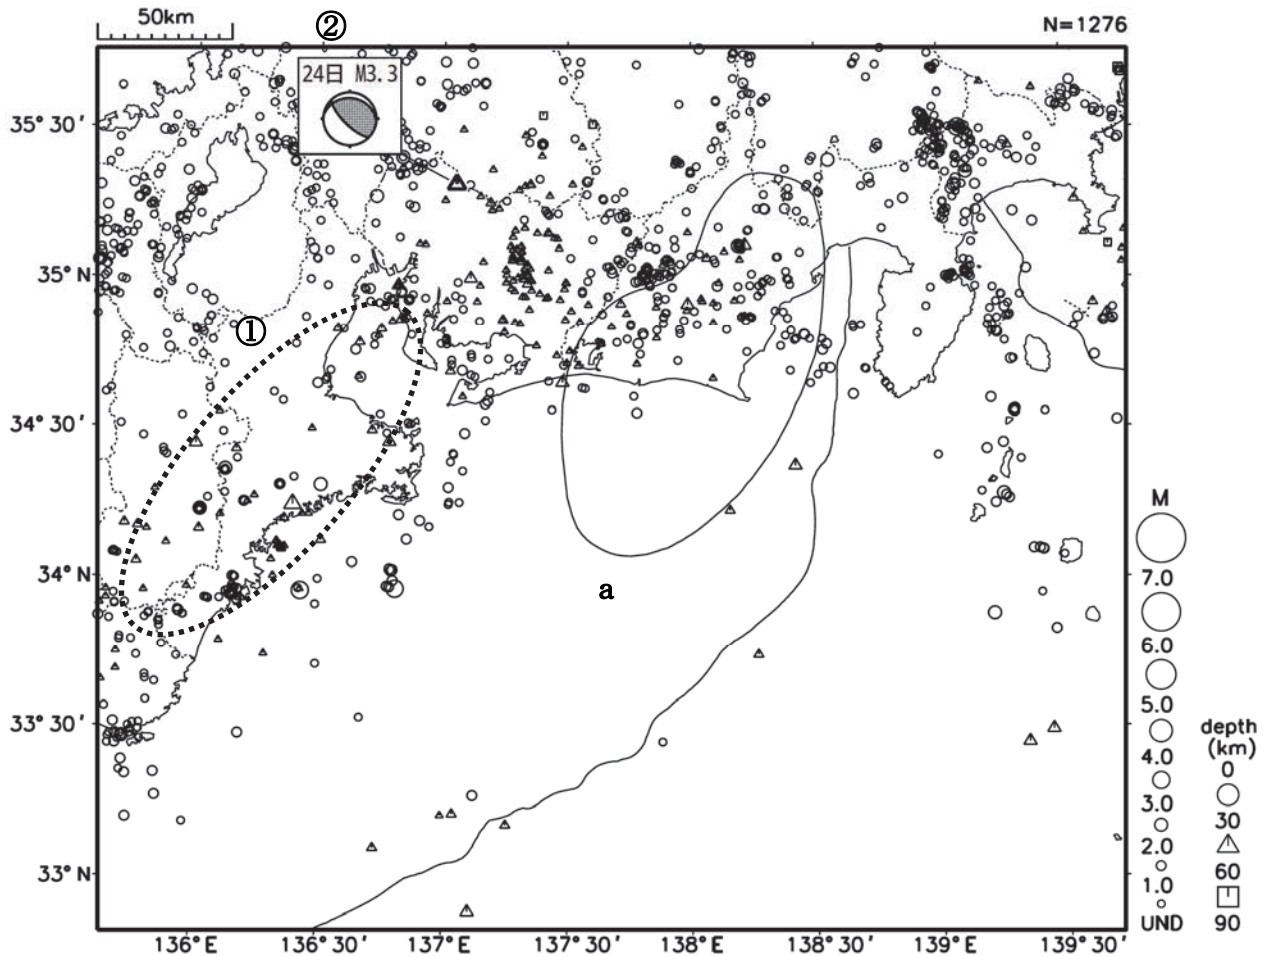 50km
②
N=1276
24日 M3.3
35°30′
35°N
①
34°30′
34°N
33°30′
33°N
a
136°E
136°30′
137°E
137°30′
138°E
138°30′
139°E
139°30′
M
7.0
6.0
5.0
4.0
3.0
2.0
1.0
UND
depth
(km)
0
30
60
90